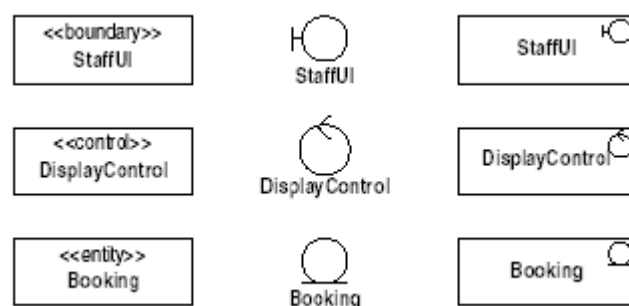 <<boundary>>
StaffUI
StaffUI
StaffUI
<<control>>
DisplayControl
DisplayControl
DisplayControl
<<entity>>
Booking
Booking
Booking